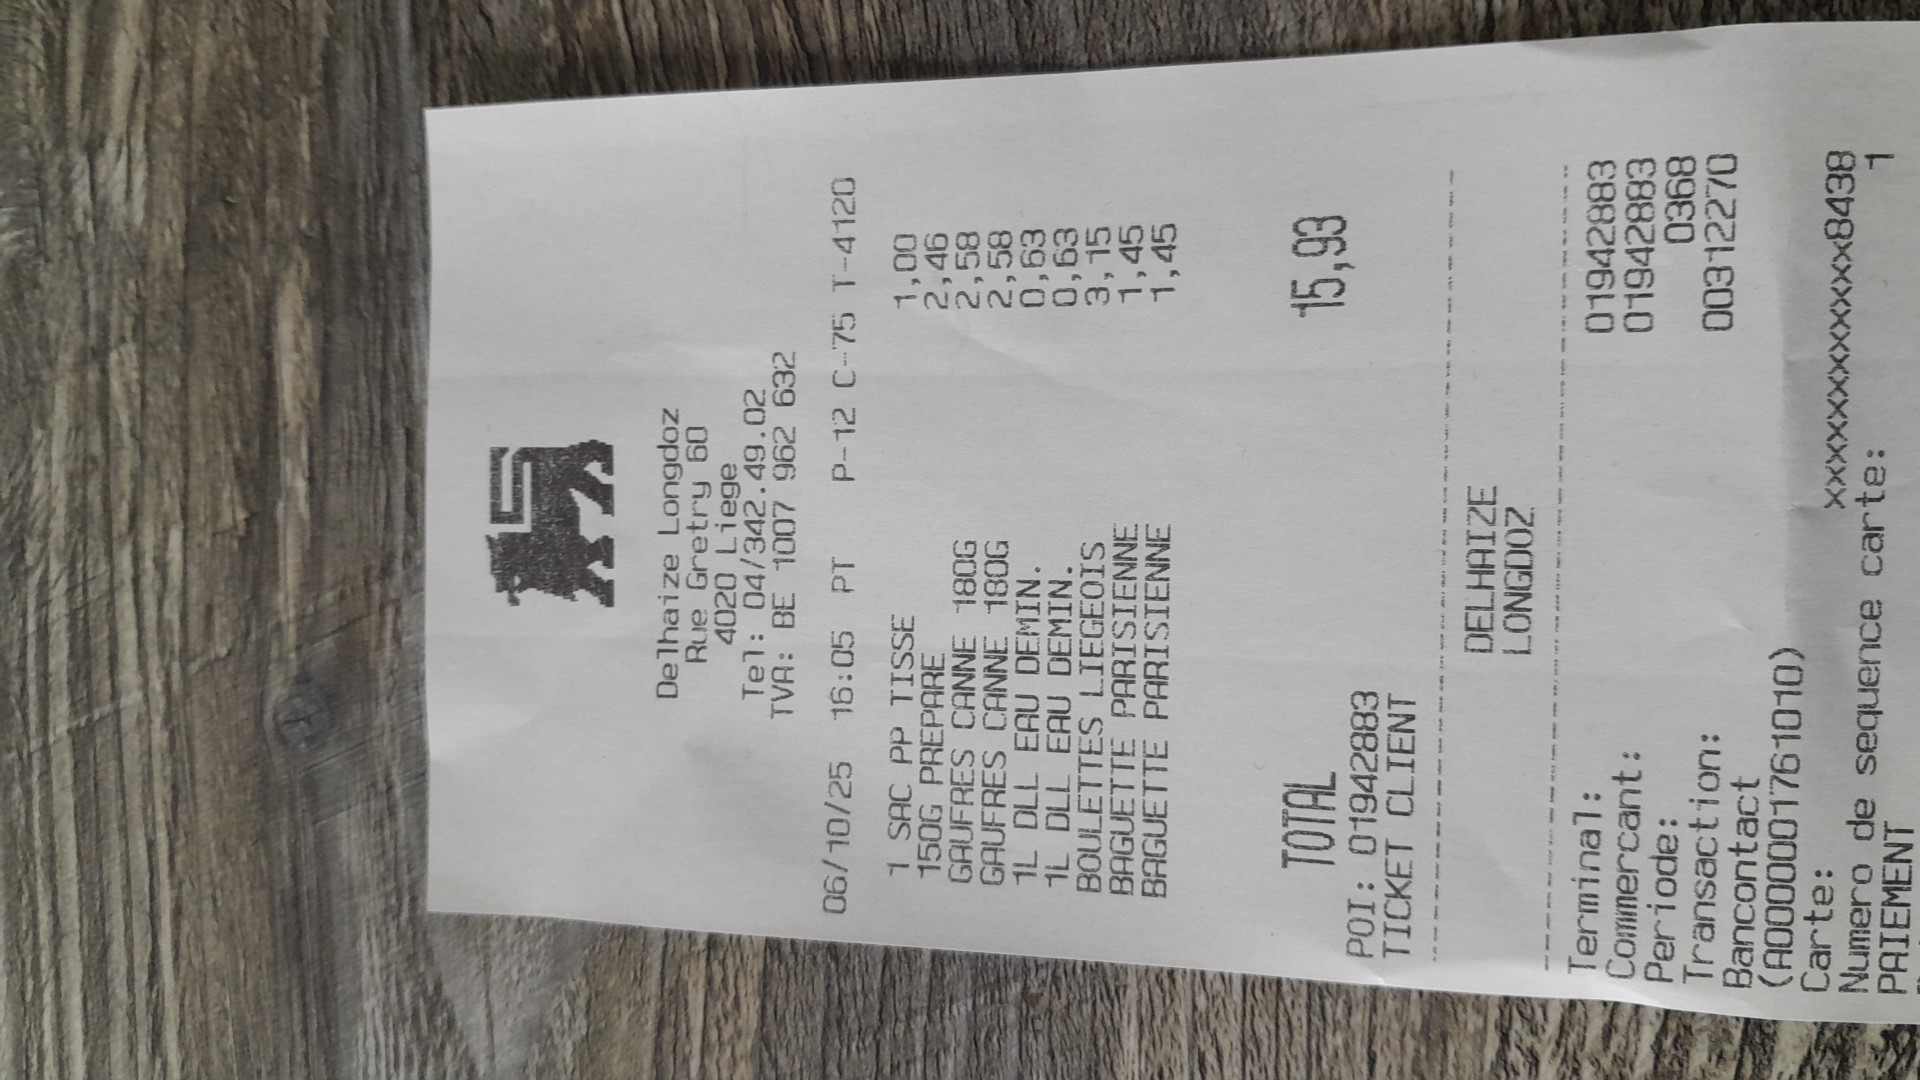 Delhaize Longdoz
Rue Gretry 60
4020 Liege
Tel: 04/342.49.02
TVA: BE 1007 962 632
06/10/25 16:05 PT P-12 C-75 T-4120
1 SAC PP TISSE 1,00
150G PREPARE 2,46
GAUFRES CANNE 180G 2,58
GAUFRES CANNE 180G 2,58
1L DLL EAU DEMIN. 0,63
1L DLL EAU DEMIN. 0,63
BOULETTES LIEGEOIS 3,15
BAGUETTE PARISIENNE 1,45
BAGUETTE PARISIENNE 1,45
TOTAL 15,93
POI: 01942883
TICKET CLIENT
DELHAIZE
LONGDOZ
Terminal: 01942883
Commercant: 01942883
Periode: 0368
Transaction: 00312270
Bancontact
(A0000001761010)
Carte: xxxxxxxxxxxxx8438
Numero de sequence carte: 1
PAIEMENT